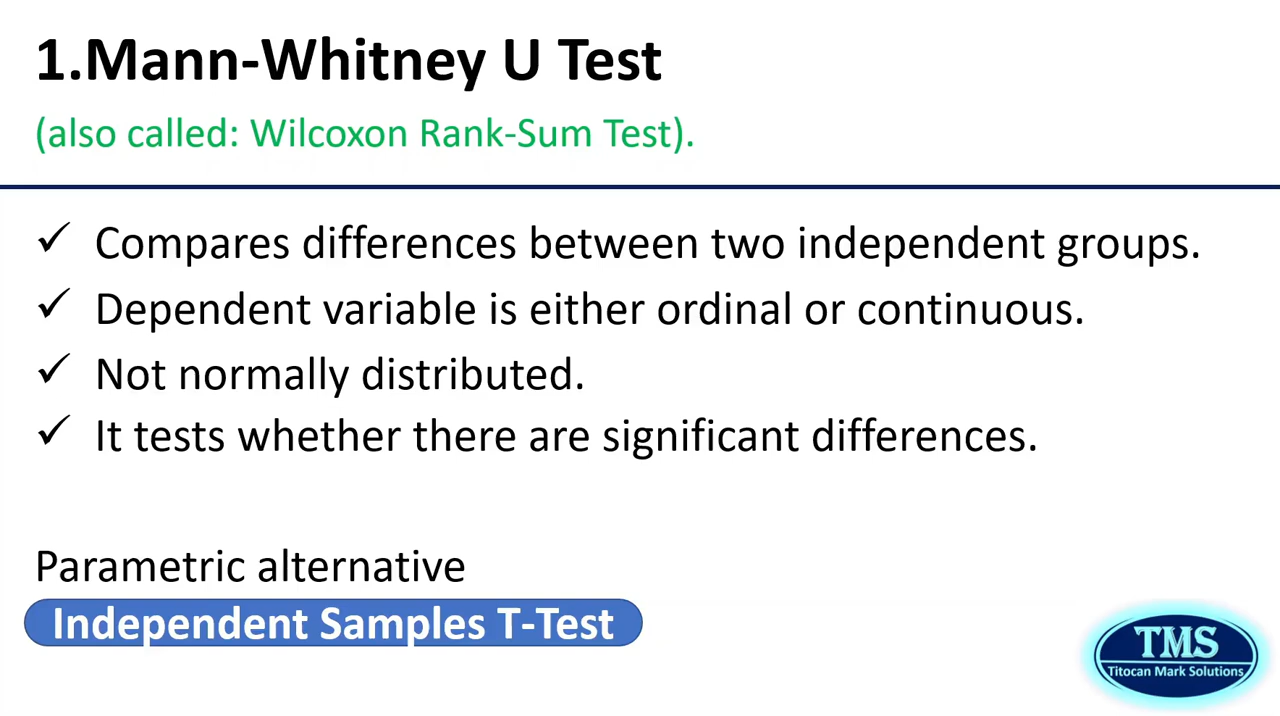 1.Mann-Whitney U Test
(also called: Wilcoxon Rank-Sum Test).
✓ Compares differences between two independent groups.
✓ Dependent variable is either ordinal or continuous.
✓ Not normally distributed.
✓ It tests whether there are significant differences.
Parametric alternative
Independent Samples T-Test
TMS
Titocan Mark Solutions